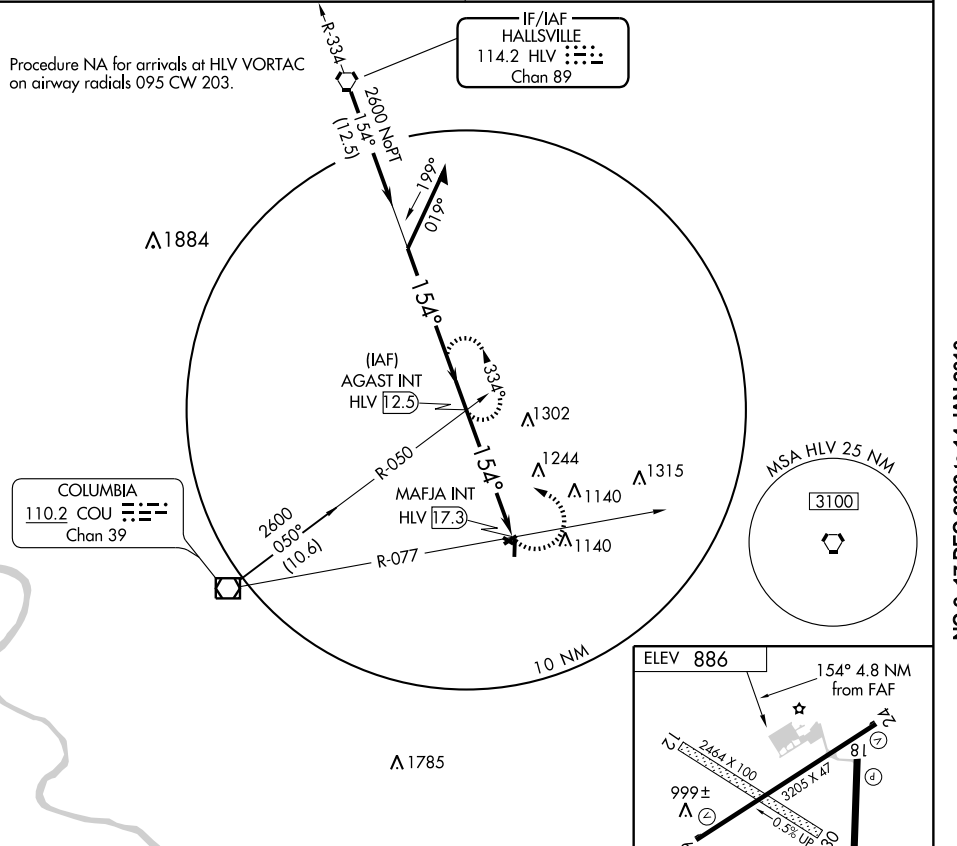 Procedure NA for arrivals at HLV VORTAC
on airway radials 095 CW 203.
R-334
IF/IAF
HALLSVILLE
114.2 HLV
Chan 89
2600 NoPT
154°
(12.5)
199°
019°
1884
154°
(IAF)
AGAST INT
HLV 12.5
334°
1302
R-050
154°
1244
1315
1140
MSA HLV 25 NM
3100
COLUMBIA
110.2 COU
Chan 39
MAFJA INT
HLV 17.3
2600
050°
(10.6)
R-077
1140
10 NM
1785
ELEV 886
154° 4.8 NM
from FAF
24
V
18
P
12
2464 X 100
3205 X 47
999±
V
0.5% UP
30